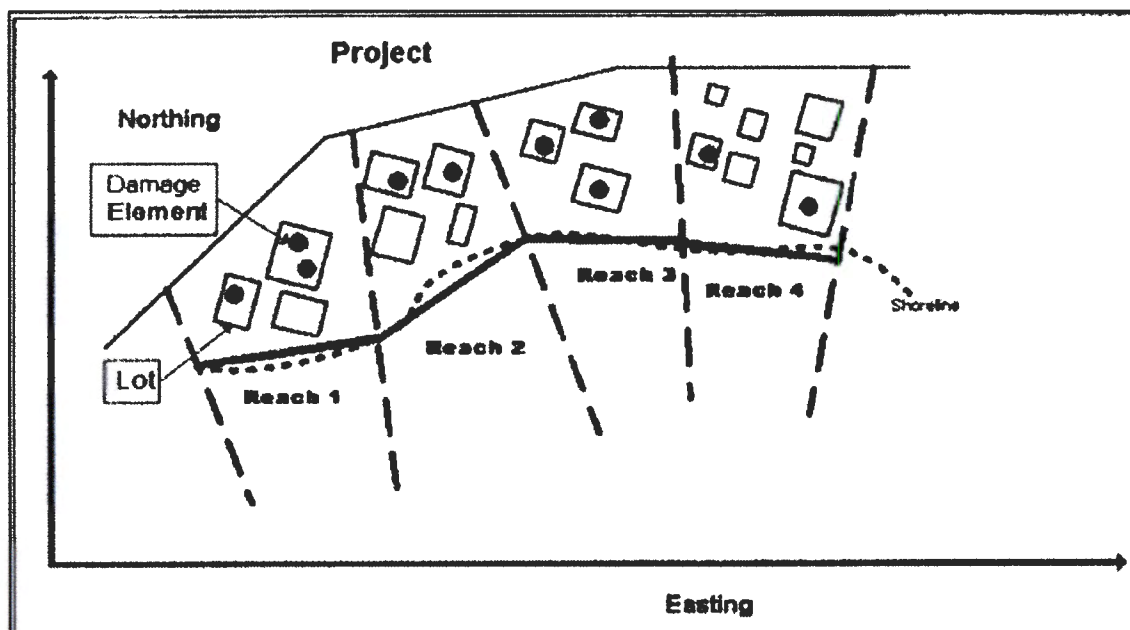 Project
Northing
Damage
Element
Lot
Reach 1
Reach 2
Reach 3
Reach 4
Shoreline
Easting